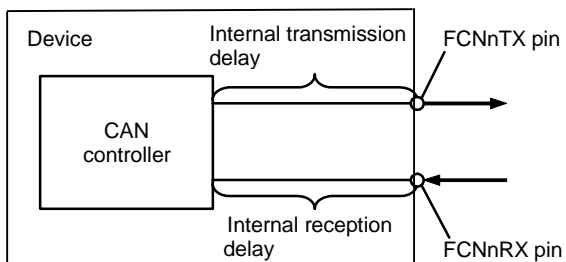 Device
Internal transmission
delay
FCNnTX pin
CAN
controller
Internal reception
delay
FCNnRX pin